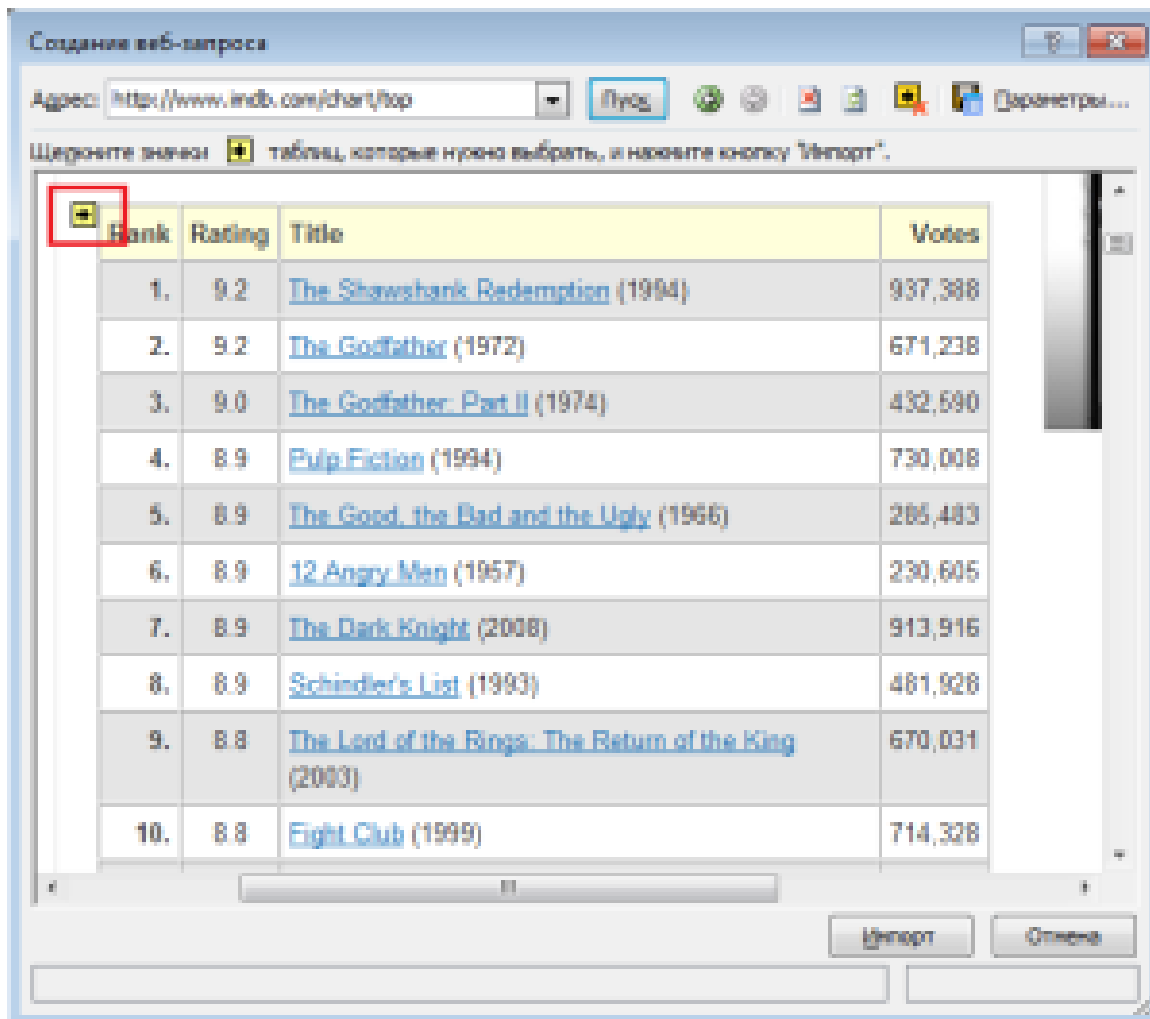 Создание веб-запроса
Адрес: http://www.imdb.com/chart/top Пуск Параметры...
Щелкните значки таблиц, которые нужно выбрать, и нажмите кнопку "Импорт".
Rank Rating Title Votes
1. 9.2 The Shawshank Redemption (1994) 937,388
2. 9.2 The Godfather (1972) 671,238
3. 9.0 The Godfather: Part II (1974) 432,590
4. 8.9 Pulp Fiction (1994) 730,008
5. 8.9 The Good, the Bad and the Ugly (1966) 285,483
6. 8.9 12 Angry Men (1957) 230,605
7. 8.9 The Dark Knight (2008) 913,916
8. 8.9 Schindler's List (1993) 481,928
9. 8.8 The Lord of the Rings: The Return of the King 670,031
(2003)
10. 8.8 Fight Club (1999) 714,328
Импорт Отмена